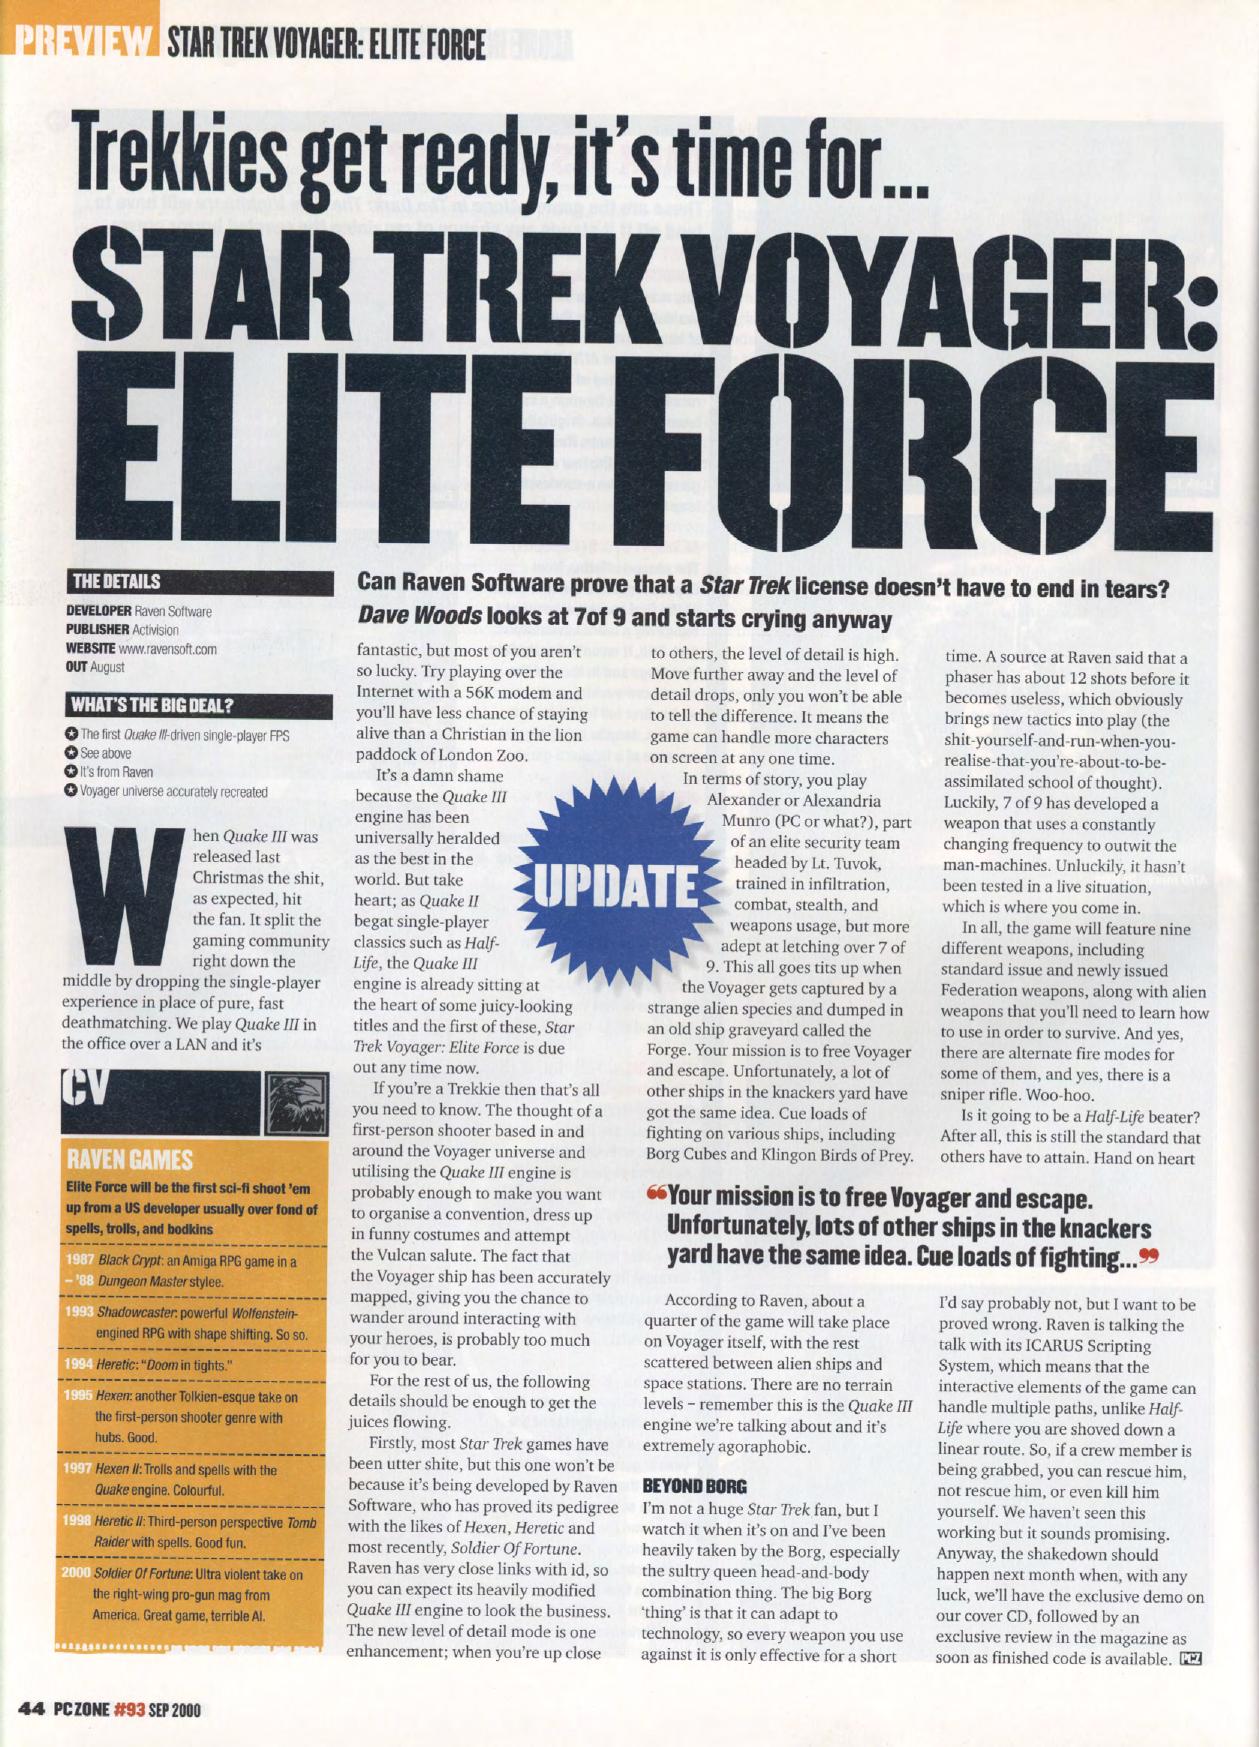 PREVIEW STAR TREK VOYAGER: ELITE FORCE
Trekkies get ready, it's time for...
STAR TREK VOYAGER:
ELITE FORCE
THE DETAILS
DEVELOPER Raven Software
PUBLISHER Activision
WEBSITE www.ravensoft.com
OUT August
WHAT'S THE BIG DEAL?
The first Quake III-driven single-player FPS
See above
It's from Raven
Voyager universe accurately recreated
Can Raven Software prove that a Star Trek license doesn't have to end in tears?
Dave Woods looks at 7of 9 and starts crying anyway
When Quake III was
released last
Christmas the shit,
as expected, hit
the fan. It split the
gaming community
right down the
middle by dropping the single-player
experience in place of pure, fast
deathmatching. We play Quake III in
the office over a LAN and it's
CV
RAVEN GAMES
Elite Force will be the first sci-fi shoot 'em
up from a US developer usually over fond of
spells, trolls, and bodkins
1987 Black Crypt: an Amiga RPG game in a
– '88 Dungeon Master stylee.
1993 Shadowcaster: powerful Wolfenstein-
engined RPG with shape shifting. So so.
1994 Heretic: "Doom in tights."
1995 Hexen: another Tolkien-esque take on
the first-person shooter genre with
hubs. Good.
1997 Hexen II: Trolls and spells with the
Quake engine. Colourful.
1998 Heretic II: Third-person perspective Tomb
Raider with spells. Good fun.
2000 Soldier Of Fortune: Ultra violent take on
the right-wing pro-gun mag from
America. Great game, terrible AI.
fantastic, but most of you aren't
so lucky. Try playing over the
Internet with a 56K modem and
you'll have less chance of staying
alive than a Christian in the lion
paddock of London Zoo.
It's a damn shame
because the Quake III
engine has been
universally heralded
as the best in the
world. But take
heart; as Quake II
begat single-player
classics such as Half-
Life, the Quake III
engine is already sitting at
the heart of some juicy-looking
titles and the first of these, Star
Trek Voyager: Elite Force is due
out any time now.
If you're a Trekkie then that's all
you need to know. The thought of a
first-person shooter based in and
around the Voyager universe and
utilising the Quake III engine is
probably enough to make you want
to organise a convention, dress up
in funny costumes and attempt
the Vulcan salute. The fact that
the Voyager ship has been accurately
mapped, giving you the chance to
wander around interacting with
your heroes, is probably too much
for you to bear.
For the rest of us, the following
details should be enough to get the
juices flowing.
Firstly, most Star Trek games have
been utter shite, but this one won't be
because it's being developed by Raven
Software, who has proved its pedigree
with the likes of Hexen, Heretic and
most recently, Soldier Of Fortune.
Raven has very close links with id, so
you can expect its heavily modified
Quake III engine to look the business.
The new level of detail mode is one
enhancement; when you're up close
UPDATE
to others, the level of detail is high.
Move further away and the level of
detail drops, only you won't be able
to tell the difference. It means the
game can handle more characters
on screen at any one time.
In terms of story, you play
Alexander or Alexandria
Munro (PC or what?), part
of an elite security team
headed by Lt. Tuvok,
trained in infiltration,
combat, stealth, and
weapons usage, but more
adept at letching over 7 of
9. This all goes tits up when
the Voyager gets captured by a
strange alien species and dumped in
an old ship graveyard called the
Forge. Your mission is to free Voyager
and escape. Unfortunately, a lot of
other ships in the knackers yard have
got the same idea. Cue loads of
fighting on various ships, including
Borg Cubes and Klingon Birds of Prey.
“Your mission is to free Voyager and escape.
Unfortunately, lots of other ships in the knackers
yard have the same idea. Cue loads of fighting...”
According to Raven, about a
quarter of the game will take place
on Voyager itself, with the rest
scattered between alien ships and
space stations. There are no terrain
levels – remember this is the Quake III
engine we're talking about and it's
extremely agoraphobic.
BEYOND BORG
I'm not a huge Star Trek fan, but I
watch it when it's on and I've been
heavily taken by the Borg, especially
the sultry queen head-and-body
combination thing. The big Borg
'thing' is that it can adapt to
technology, so every weapon you use
against it is only effective for a short
time. A source at Raven said that a
phaser has about 12 shots before it
becomes useless, which obviously
brings new tactics into play (the
shit-yourself-and-run-when-you-
realise-that-you're-about-to-be-
assimilated school of thought).
Luckily, 7 of 9 has developed a
weapon that uses a constantly
changing frequency to outwit the
man-machines. Unluckily, it hasn't
been tested in a live situation,
which is where you come in.
In all, the game will feature nine
different weapons, including
standard issue and newly issued
Federation weapons, along with alien
weapons that you'll need to learn how
to use in order to survive. And yes,
there are alternate fire modes for
some of them, and yes, there is a
sniper rifle. Woo-hoo.
Is it going to be a Half-Life beater?
After all, this is still the standard that
others have to attain. Hand on heart
I'd say probably not, but I want to be
proved wrong. Raven is talking the
talk with its ICARUS Scripting
System, which means that the
interactive elements of the game can
handle multiple paths, unlike Half-
Life where you are shoved down a
linear route. So, if a crew member is
being grabbed, you can rescue him,
not rescue him, or even kill him
yourself. We haven't seen this
working but it sounds promising.
Anyway, the shakedown should
happen next month when, with any
luck, we'll have the exclusive demo on
our cover CD, followed by an
exclusive review in the magazine as
soon as finished code is available. PCZ
44 PC ZONE #93 SEP 2000